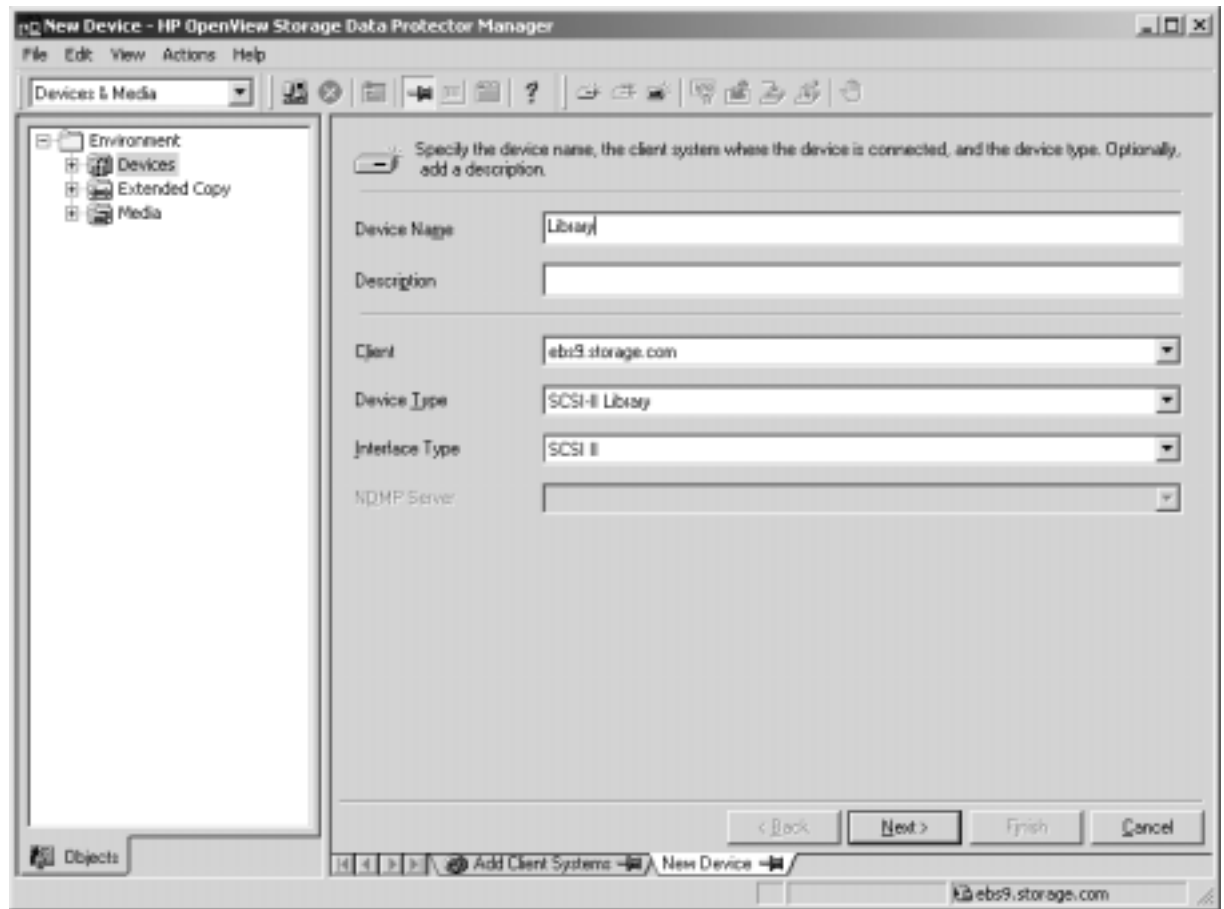 New Device - HP OpenView Storage Data Protector Manager
File Edit View Actions Help
Devices & Media
Environment
Devices
Extended Copy
Media
Specify the device name, the client system where the device is connected, and the device type. Optionally,
add a description.
Device Name
Library
Description
Client
ebs9.storage.com
Device Type
SCSI-II Library
Interface Type
SCSI II
NDMP Server
< Back
Next >
Finish
Cancel
Objects
Add Client Systems
New Device
ebs9.storage.com